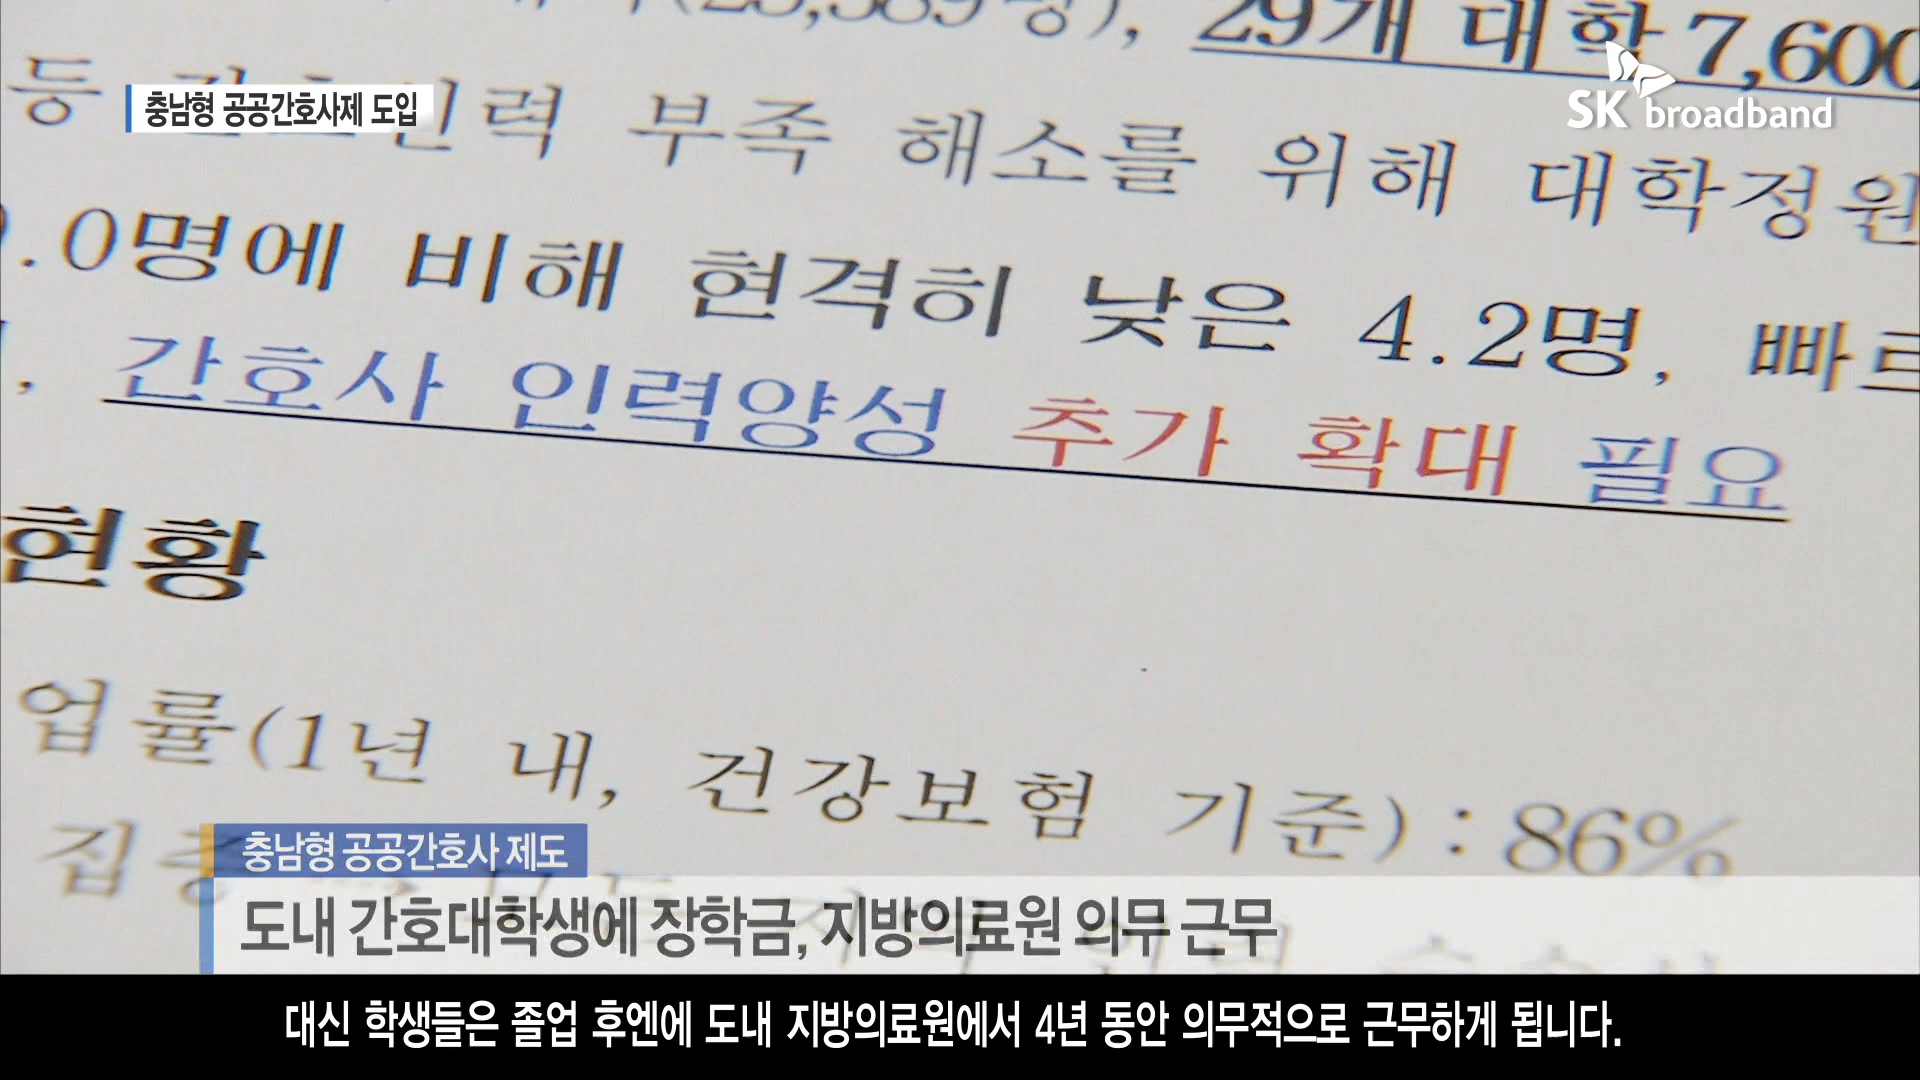 29개 대학 7,600
충남형 공공간호사제 도입
SK broadband
등 인력 부족 해소를 위해 대학정원
.0명에 비해 현격히 낮은 4.2명, 빠르
, 간호사 인력양성 추가 확대 필요
현황
업률(1년 내, 건강보험 기준) : 86%
집중
충남형 공공간호사 제도
도내 간호대학생에 장학금, 지방의료원 의무 근무
대신 학생들은 졸업 후엔에 도내 지방의료원에서 4년 동안 의무적으로 근무하게 됩니다.